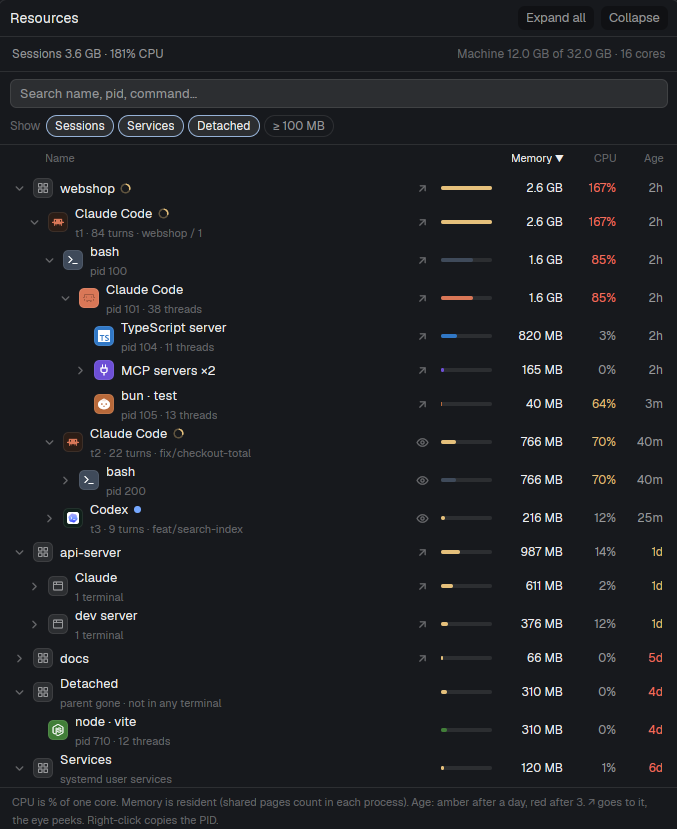 Resources Expand all Collapse
Sessions 3.6 GB · 181% CPU Machine 12.0 GB of 32.0 GB · 16 cores
Search name, pid, command...
Show Sessions Services Detached ≥ 100 MB
Name Memory ▼ CPU Age
webshop ↗ 2.6 GB 167% 2h
Claude Code ↗ 2.6 GB 167% 2h
t1 · 84 turns · webshop / 1
bash ↗ 1.6 GB 85% 2h
pid 100
Claude Code ↗ 1.6 GB 85% 2h
pid 101 · 38 threads
TS TypeScript server ↗ 820 MB 3% 2h
pid 104 · 11 threads
MCP servers ×2 ↗ 165 MB 0% 2h
bun · test ↗ 40 MB 64% 3m
pid 105 · 13 threads
Claude Code 766 MB 70% 40m
t2 · 22 turns · fix/checkout-total
bash 766 MB 70% 40m
pid 200
Codex 216 MB 12% 25m
t3 · 9 turns · feat/search-index
api-server ↗ 987 MB 14% 1d
Claude ↗ 611 MB 2% 1d
1 terminal
dev server ↗ 376 MB 12% 1d
1 terminal
docs ↗ 66 MB 0% 5d
Detached 310 MB 0% 4d
parent gone · not in any terminal
node · vite 310 MB 0% 4d
pid 710 · 12 threads
Services 120 MB 1% 6d
systemd user services
CPU is % of one core. Memory is resident (shared pages count in each process). Age: amber after a day, red after 3. ↗ goes to it,
the eye peeks. Right-click copies the PID.